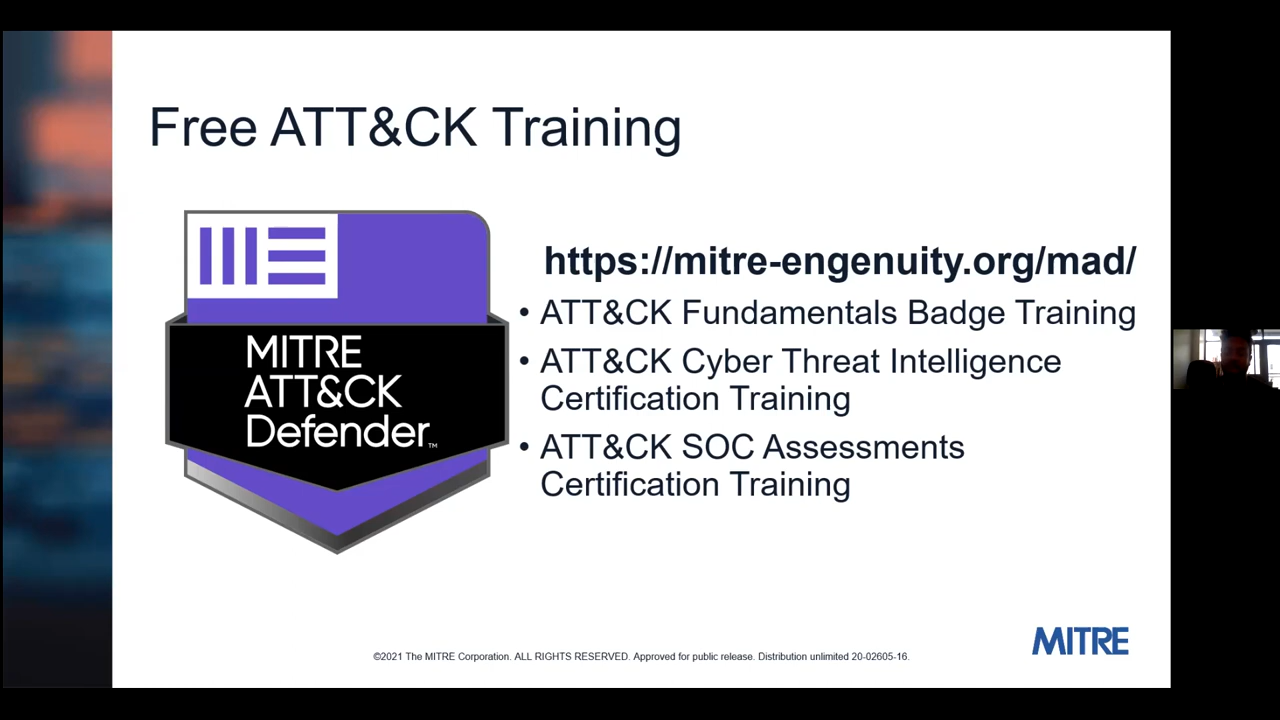 Free ATT&CK Training
MITRE
ATT&CK
Defender™
https://mitre-engenuity.org/mad/
• ATT&CK Fundamentals Badge Training
• ATT&CK Cyber Threat Intelligence
Certification Training
• ATT&CK SOC Assessments
Certification Training
MITRE
©2021 The MITRE Corporation. ALL RIGHTS RESERVED. Approved for public release. Distribution unlimited 20-02605-16.